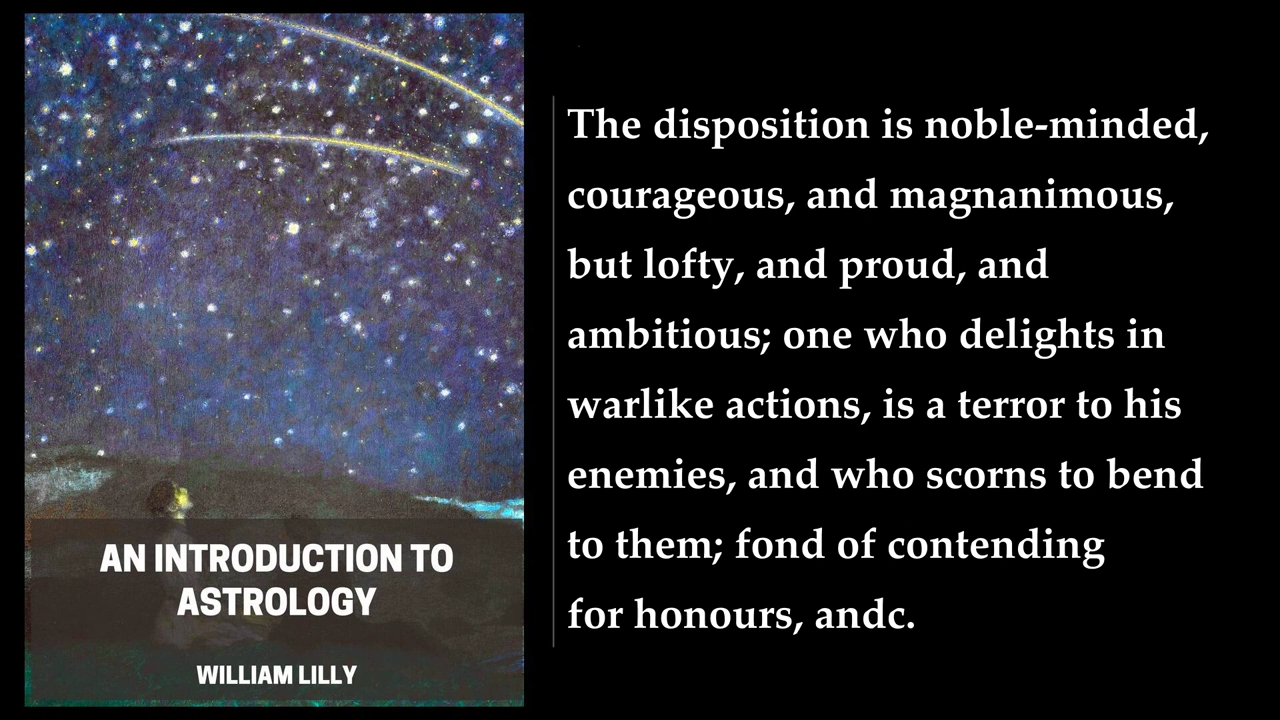 AN INTRODUCTION TO
ASTROLOGY
WILLIAM LILLY
The disposition is noble-minded,
courageous, and magnanimous,
but lofty, and proud, and
ambitious; one who delights in
warlike actions, is a terror to his
enemies, and who scorns to bend
to them; fond of contending
for honours, andc.